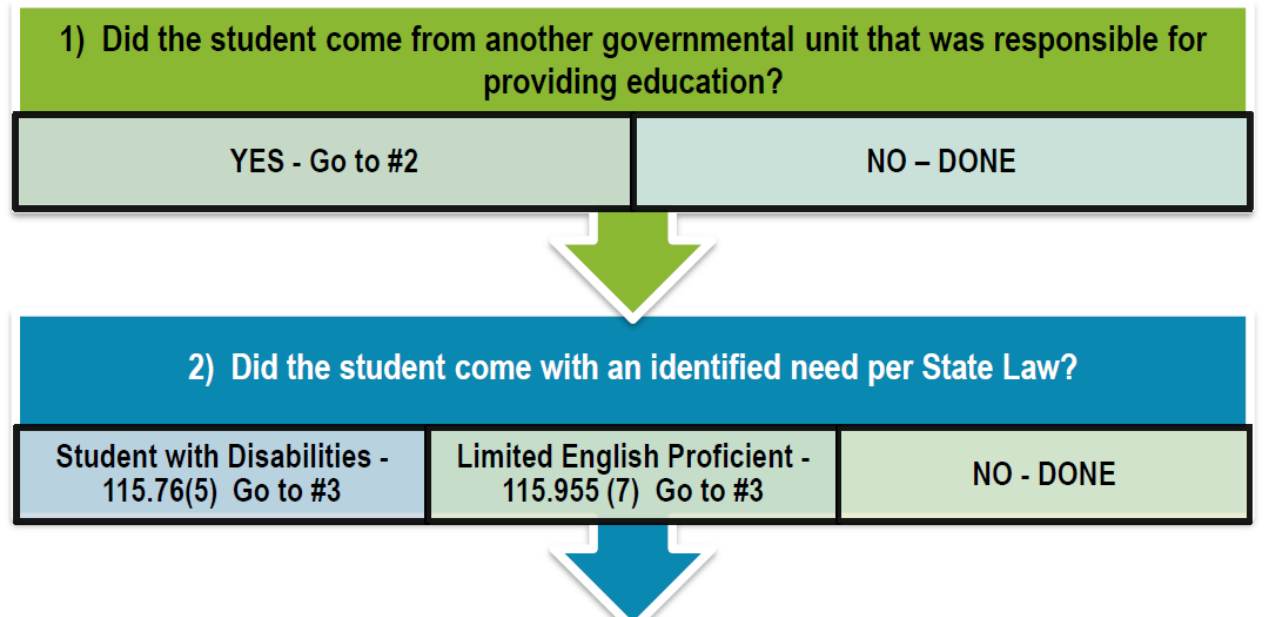 1) Did the student come from another governmental unit that was responsible for
providing education?
YES - Go to #2
NO – DONE
2) Did the student come with an identified need per State Law?
Student with Disabilities -
115.76(5) Go to #3
Limited English Proficient -
115.955 (7) Go to #3
NO - DONE